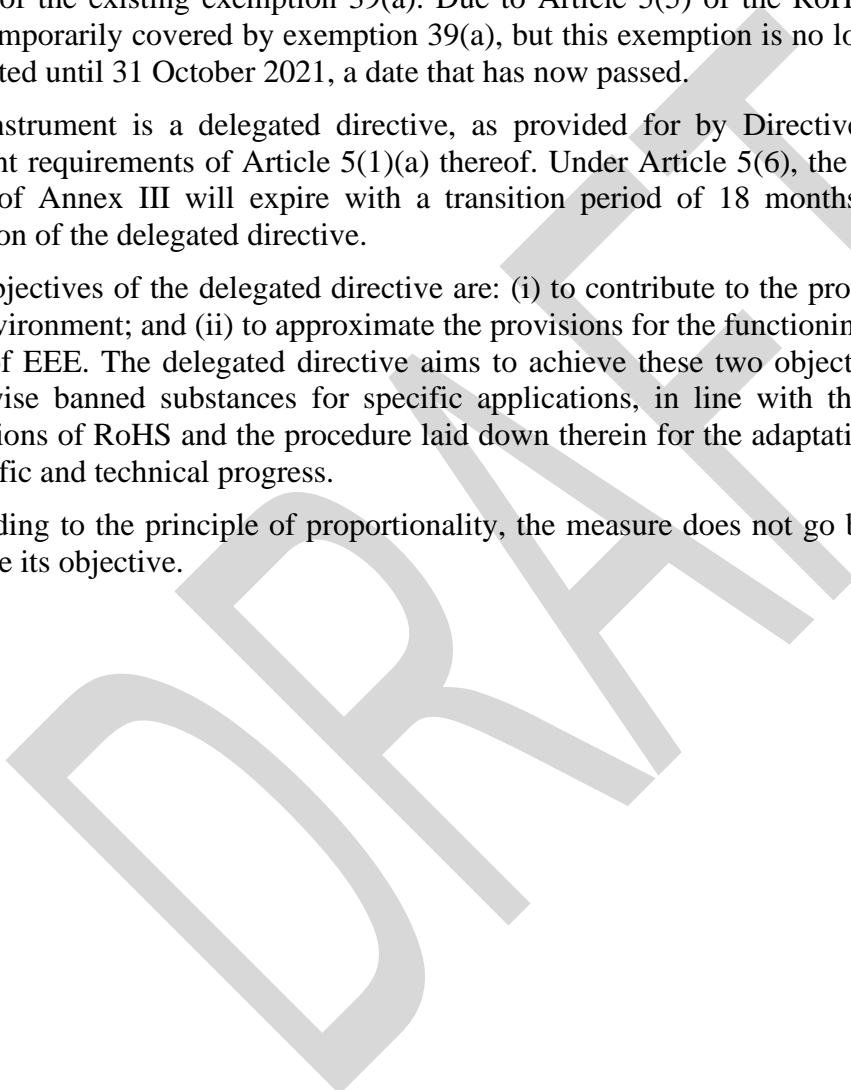 of the existing exemption 39(a). Due to Article 5(5) of the RoH
mporarily covered by exemption 39(a), but this exemption is no lo
ted until 31 October 2021, a date that has now passed.
nstrument is a delegated directive, as provided for by Directive
nt requirements of Article 5(1)(a) thereof. Under Article 5(6), the
of Annex III will expire with a transition period of 18 months
on of the delegated directive.
bjectives of the delegated directive are: (i) to contribute to the pro
vironment; and (ii) to approximate the provisions for the functionin
of EEE. The delegated directive aims to achieve these two object
wise banned substances for specific applications, in line with th
ions of RoHS and the procedure laid down therein for the adaptati
fic and technical progress.
ding to the principle of proportionality, the measure does not go b
e its objective.
DRAFT